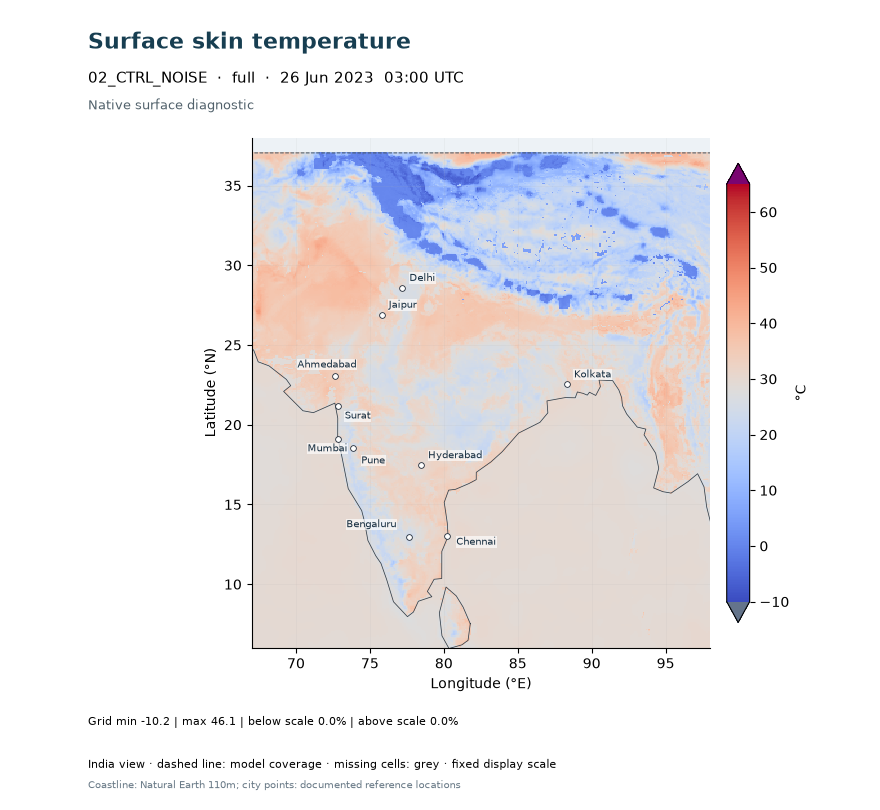 Surface skin temperature
02_CTRL_NOISE · full · 26 Jun 2023 03:00 UTC
Native surface diagnostic
35
30
25
20
15
10
Latitude (°N)
Delhi
Jaipur
Ahmedabad
Kolkata
Surat
Mumbai
Pune
Hyderabad
Bengaluru
Chennai
70
75
80
85
90
95
Longitude (°E)
60
50
40
30
20
10
0
−10
°C
Grid min -10.2 | max 46.1 | below scale 0.0% | above scale 0.0%
India view · dashed line: model coverage · missing cells: grey · fixed display scale
Coastline: Natural Earth 110m; city points: documented reference locations